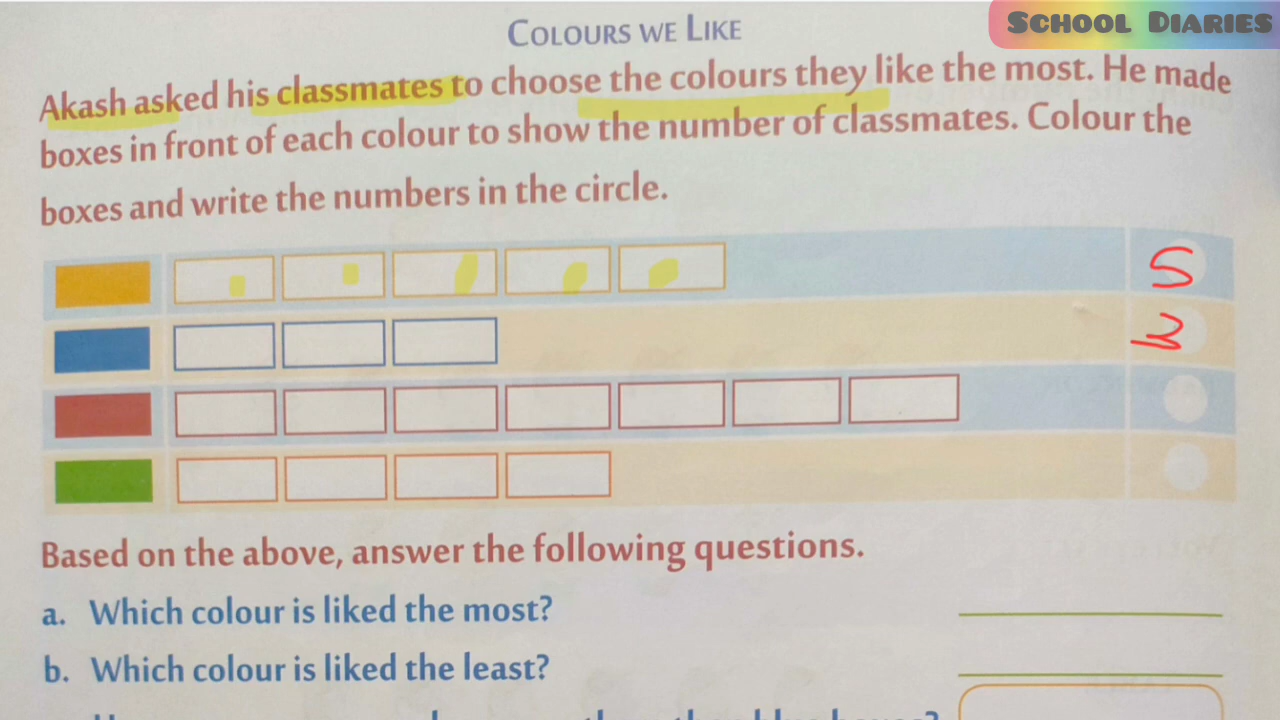 SCHOOL DIARIES
COLOURS WE LIKE
Akash asked his classmates to choose the colours they like the most. He made
boxes in front of each colour to show the number of classmates. Colour the
boxes and write the numbers in the circle.
5
3
Based on the above, answer the following questions.
a. Which colour is liked the most?
b. Which colour is liked the least?